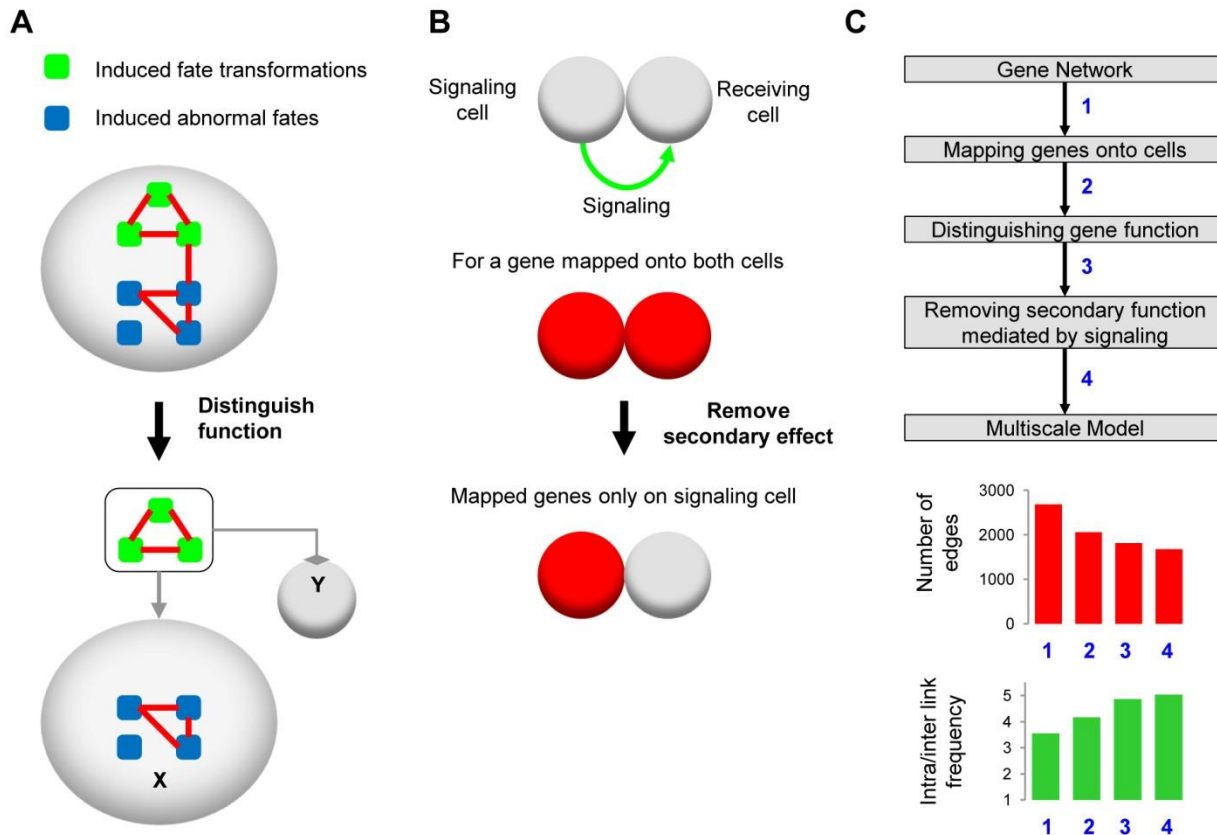 A
Induced fate transformations
Induced abnormal fates
Distinguish
function
Y
X
B
Signaling
cell
Receiving
cell
Signaling
For a gene mapped onto both cells
Remove
secondary effect
Mapped genes only on signaling cell
C
Gene Network
1
Mapping genes onto cells
2
Distinguishing gene function
3
Removing secondary function
mediated by signaling
4
Multiscale Model
Number of
edges
3000
2000
1000
0
1 2 3 4
Intra/inter link
frequency
5
4
3
2
1
1 2 3 4